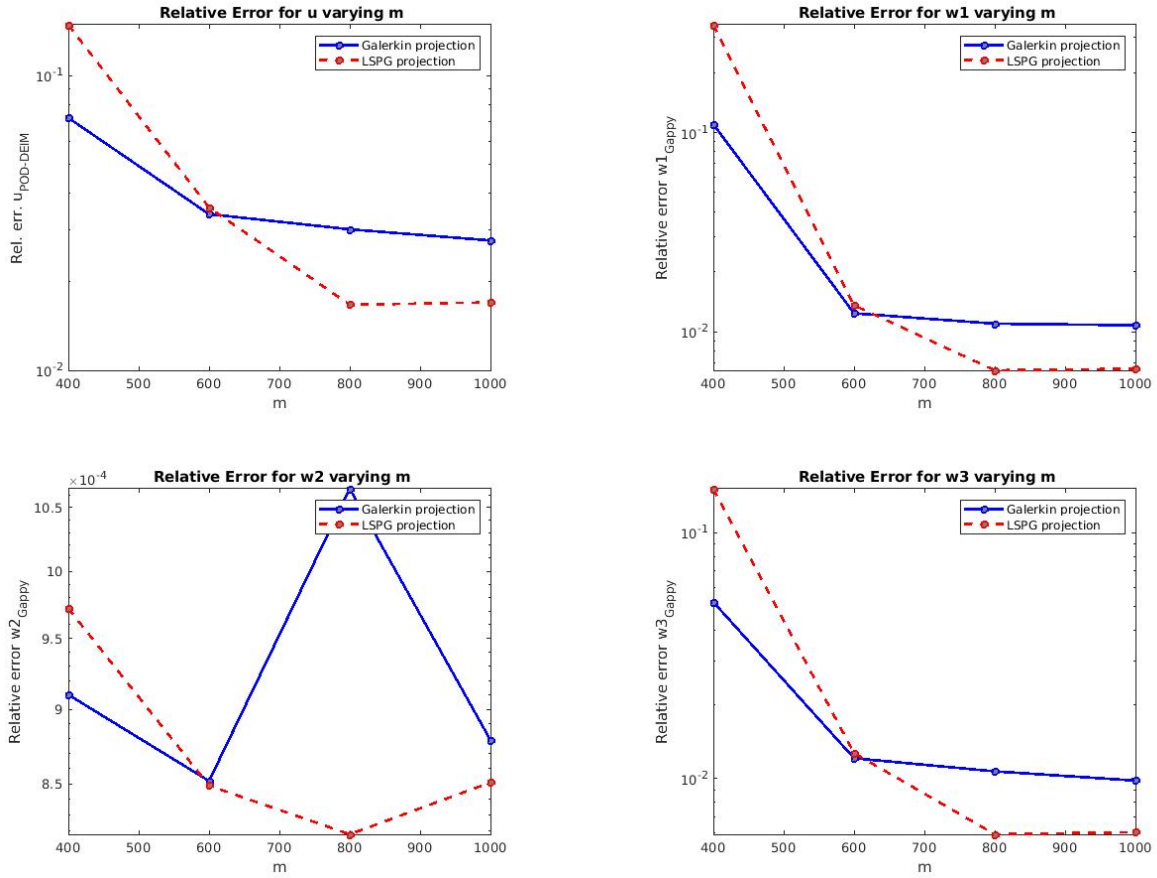 Relative Error for u varying m
Galerkin projection
LSPG projection
10^-1
10^-2
Rel. err. u_POD-DEIM
400 500 600 700 800 900 1000
m
Relative Error for w1 varying m
Galerkin projection
LSPG projection
10^-1
10^-2
Relative error w1_Gappy
400 500 600 700 800 900 1000
m
×10^-4
Relative Error for w2 varying m
Galerkin projection
LSPG projection
10.5
10
9.5
9
8.5
Relative error w2_Gappy
400 500 600 700 800 900 1000
m
Relative Error for w3 varying m
Galerkin projection
LSPG projection
10^-1
10^-2
Relative error w3_Gappy
400 500 600 700 800 900 1000
m